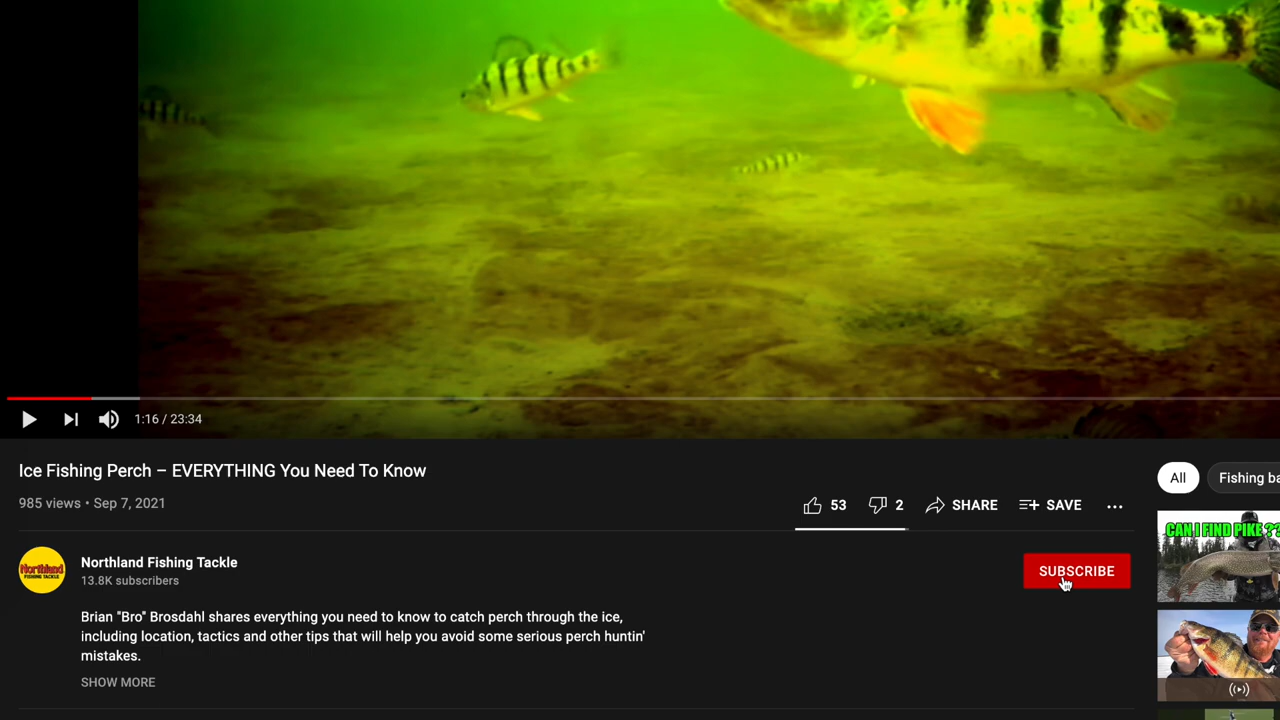 1:16 / 23:34
Ice Fishing Perch – EVERYTHING You Need To Know
985 views • Sep 7, 2021
53
2
SHARE
SAVE
All
Fishing ba
CAN I FIND PIKE ??
Northland Fishing Tackle
13.8K subscribers
Northland
FISHING TACKLE
SUBSCRIBE
Brian "Bro" Brosdahl shares everything you need to know to catch perch through the ice,
including location, tactics and other tips that will help you avoid some serious perch huntin'
mistakes.
SHOW MORE